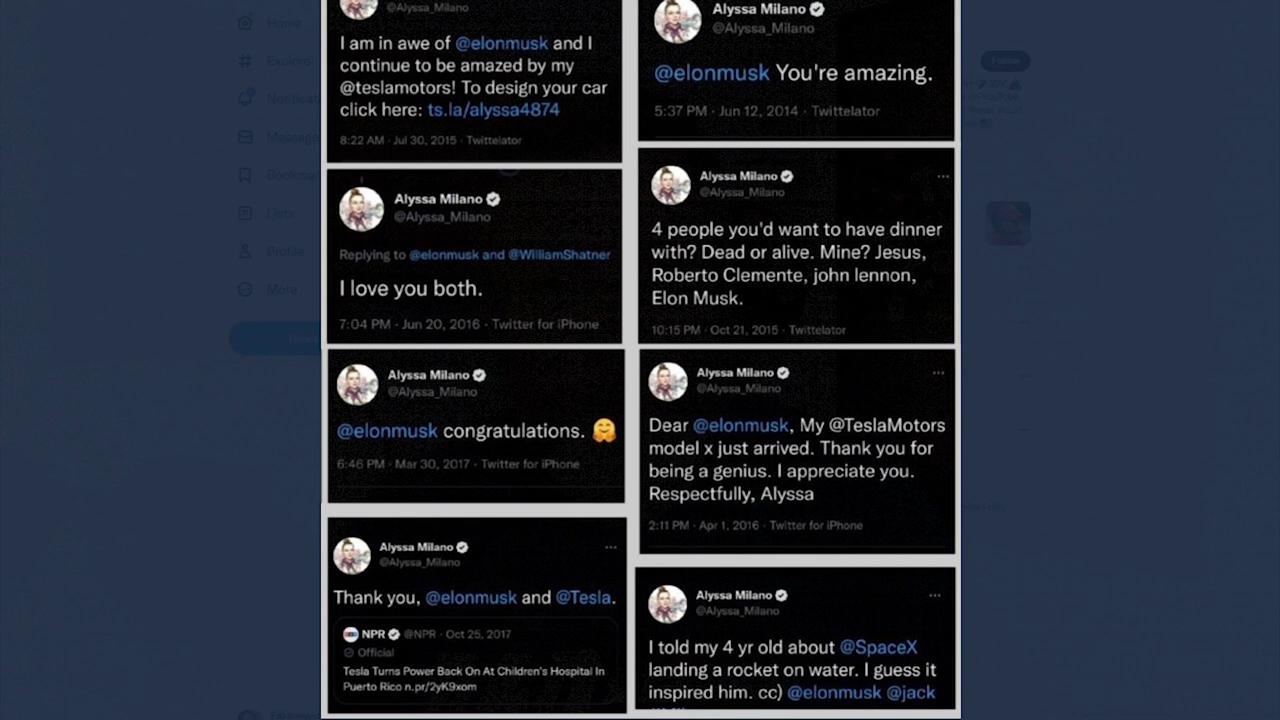 @Alyssa_Milano
I am in awe of @elonmusk and I
continue to be amazed by my
@teslamotors! To design your car
click here: ts.la/alyssa4874
8:22 AM · Jul 30, 2015 · Twittelator
Alyssa Milano
@Alyssa_Milano
@elonmusk You're amazing.
5:37 PM · Jun 12, 2014 · Twittelator
Alyssa Milano
@Alyssa_Milano
Replying to @elonmusk and @WilliamShatner
I love you both.
7:04 PM · Jun 20, 2016 · Twitter for iPhone
Alyssa Milano
@Alyssa_Milano
4 people you'd want to have dinner
with? Dead or alive. Mine? Jesus,
Roberto Clemente, john lennon,
Elon Musk.
10:15 PM · Oct 21, 2015 · Twittelator
Alyssa Milano
@Alyssa_Milano
@elonmusk congratulations. 🤗
6:46 PM · Mar 30, 2017 · Twitter for iPhone
Alyssa Milano
@Alyssa_Milano
Dear @elonmusk, My @TeslaMotors
model x just arrived. Thank you for
being a genius. I appreciate you.
Respectfully, Alyssa
2:11 PM · Apr 1, 2016 · Twitter for iPhone
Alyssa Milano
@Alyssa_Milano
Thank you, @elonmusk and @Tesla.
NPR @NPR · Oct 25, 2017
Official
Tesla Turns Power Back On At Children's Hospital In
Puerto Rico n.pr/2yK9xom
Alyssa Milano
@Alyssa_Milano
I told my 4 yr old about @SpaceX
landing a rocket on water. I guess it
inspired him. cc) @elonmusk @jack
Home
Explore
Messages
Lists
Profile
More
Follow